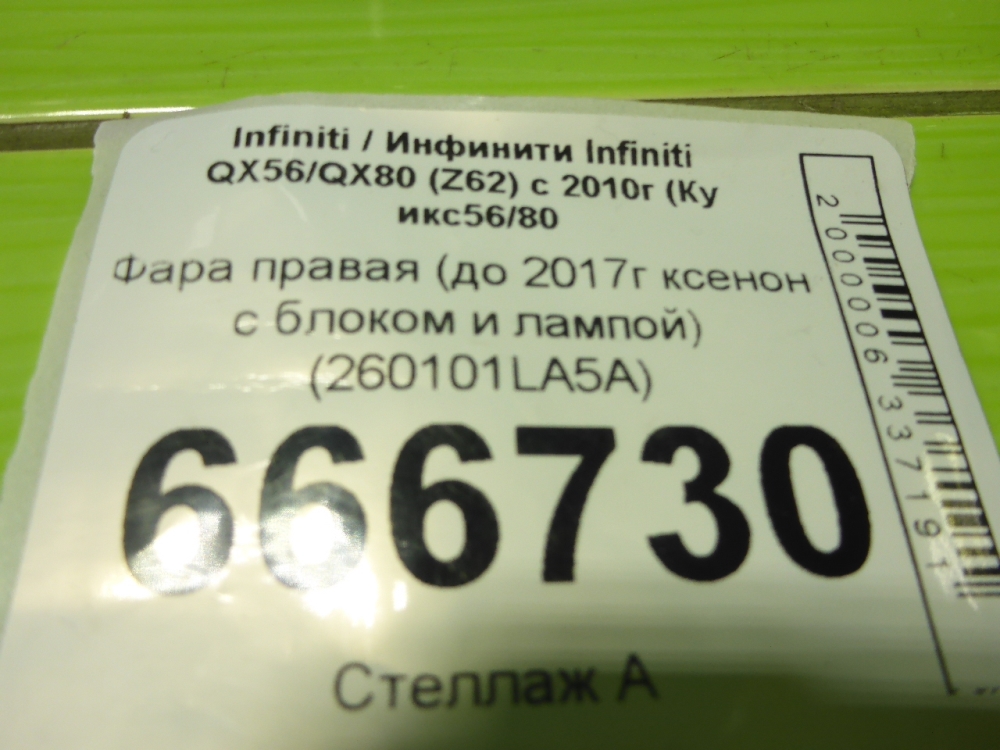 Infiniti / Инфинити Infiniti
QX56/QX80 (Z62) с 2010г (Ку
икс56/80
Фара правая (до 2017г ксенон
с блоком и лампой)
(260101LA5A)
666730
Стеллаж А
2000006337191